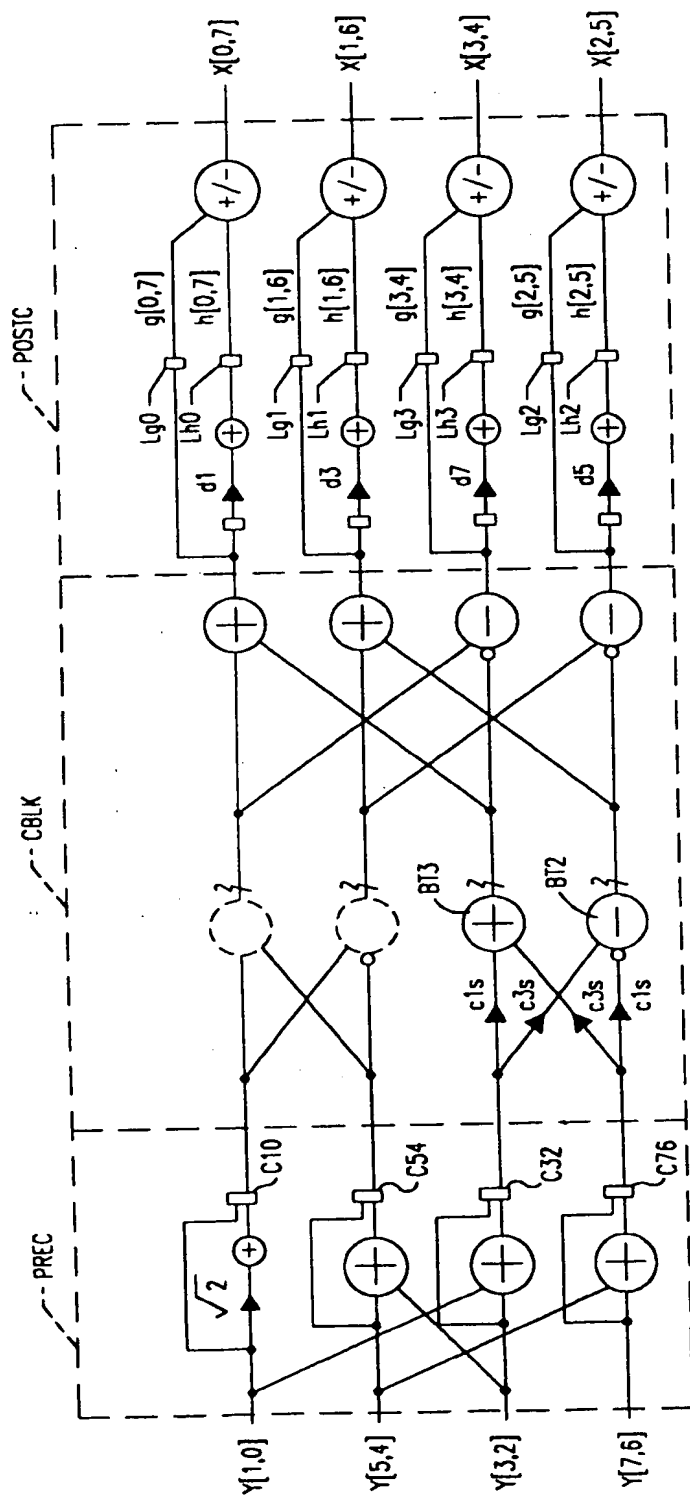 PREC
CBLK
POSTC
Y[1,0]
√2
+
C10
+
d1
+
Lg0
Lh0
g[0,7]
h[0,7]
+/-
X[0,7]
Y[5,4]
+
C54
+
d3
+
Lg1
Lh1
g[1,6]
h[1,6]
+/-
X[1,6]
Y[3,2]
+
C32
c1s
c3s
BT3
+
-
d7
+
Lg3
Lh3
g[3,4]
h[3,4]
+/-
X[3,4]
Y[7,6]
+
C76
c3s
c1s
BT2
-
-
d5
+
Lg2
Lh2
g[2,5]
h[2,5]
+/-
X[2,5]